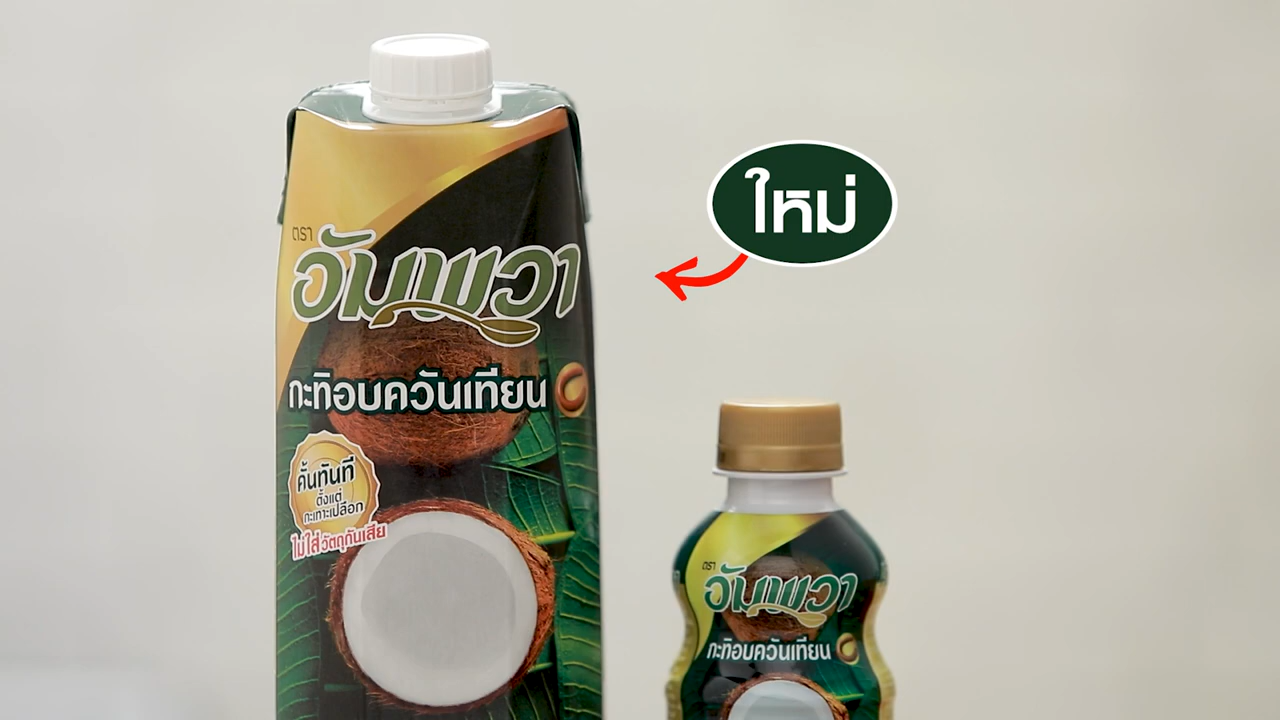 ใหม่
ตรา
อัมพวา
กะทิอบควันเทียน
คั้นทันที
ตั้งแต่
กะเทาะเปลือก
ไม่ใส่วัตถุกันเสีย
ตรา
อัมพวา
กะทิอบควันเทียน